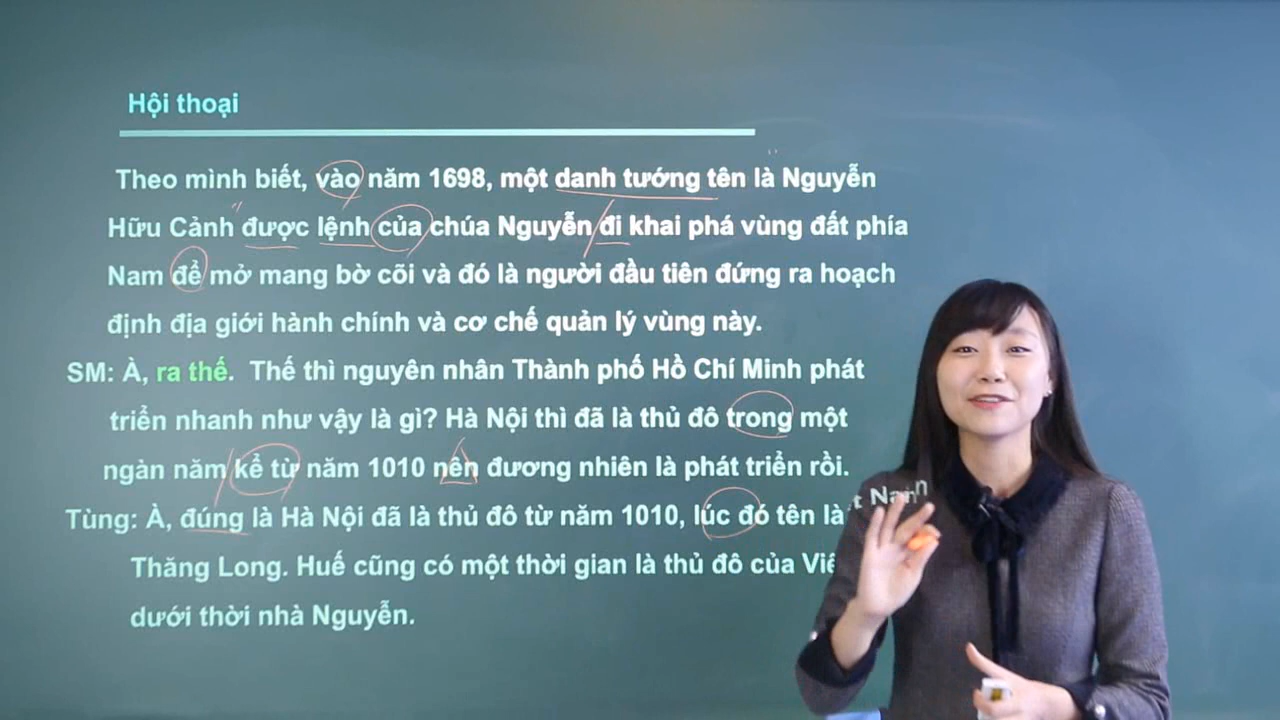 Hội thoại
Theo mình biết, vào năm 1698, một danh tướng tên là Nguyễn
Hữu Cảnh được lệnh của chúa Nguyễn đi khai phá vùng đất phía
Nam để mở mang bờ cõi và đó là người đầu tiên đứng ra hoạch
định địa giới hành chính và cơ chế quản lý vùng này.
SM: À, ra thế. Thế thì nguyên nhân Thành phố Hồ Chí Minh phát
triển nhanh như vậy là gì? Hà Nội thì đã là thủ đô trong một
ngàn năm kể từ năm 1010 nên đương nhiên là phát triển rồi.
Tùng: À, đúng là Hà Nội đã là thủ đô từ năm 1010, lúc đó tên là
Thăng Long. Huế cũng có một thời gian là thủ đô của Việt Nam
dưới thời nhà Nguyễn.